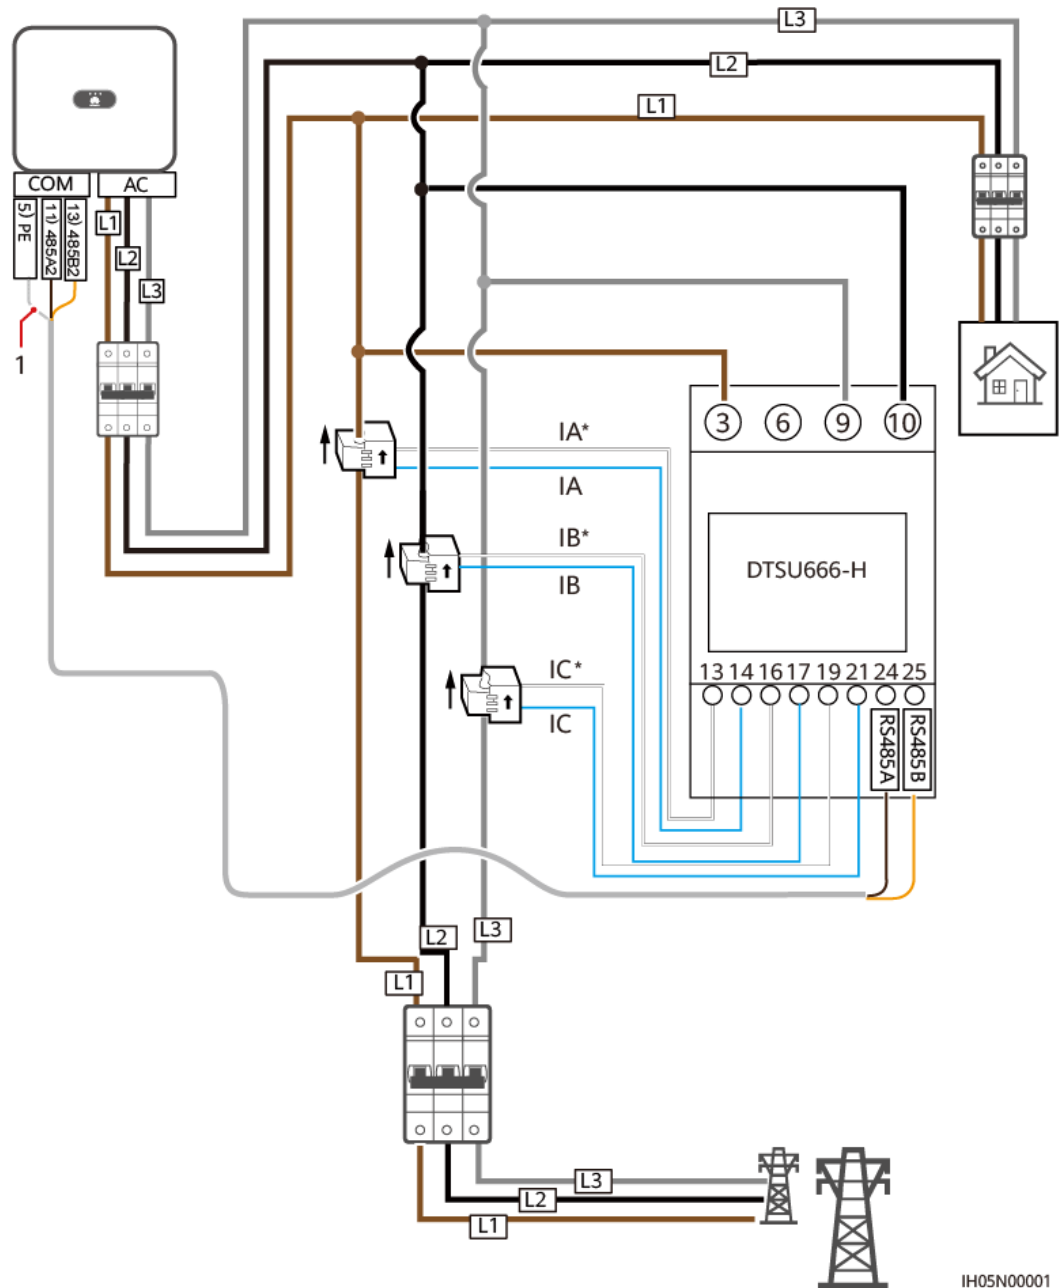 L3
L2
L1
COM
AC
5) PE
11) 485A2
13) 485B2
L1
L2
L3
1
3
6
9
10
IA*
IA
IB*
IB
DTSU666-H
IC*
IC
13 14 16 17 19 21 24 25
RS485A
RS485B
L3
L2
L1
L3
L2
L1
IH05N00001